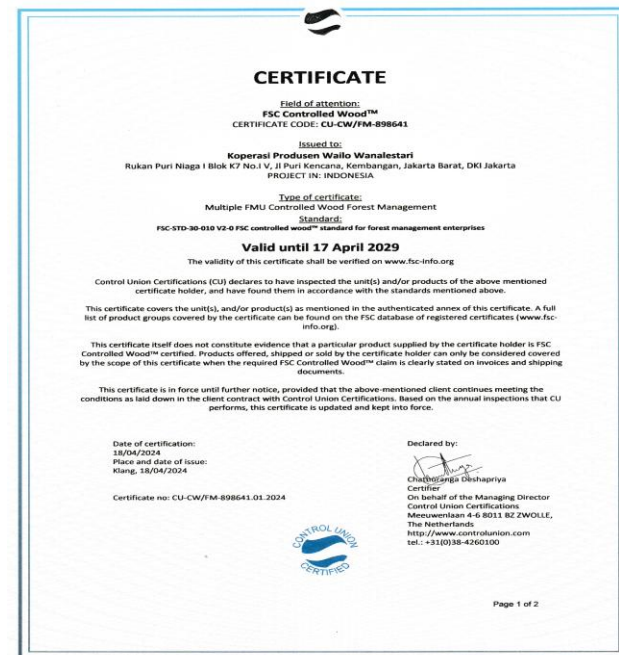 CERTIFICATE
Field of attention:
FSC Controlled Wood™
CERTIFICATE CODE: CU-CW/FM-898641
Issued to:
Koperasi Produsen Wailo Wanalestari
Rukan Puri Niaga I Blok K7 No.I V, Jl Puri Kencana, Kembangan, Jakarta Barat, DKI Jakarta
PROJECT IN: INDONESIA
Type of certificate:
Multiple FMU Controlled Wood Forest Management
Standard:
FSC-STD-30-010 V2-0 FSC controlled wood™ standard for forest management enterprises
Valid until 17 April 2029
The validity of this certificate shall be verified on www.fsc-info.org
Control Union Certifications (CU) declares to have inspected the unit(s) and/or products of the above mentioned
certificate holder, and have found them in accordance with the standards mentioned above.
This certificate covers the unit(s), and/or product(s) as mentioned in the authenticated annex of this certificate. A full
list of product groups covered by the certificate can be found on the FSC database of registered certificates (www.fsc-
info.org).
This certificate itself does not constitute evidence that a particular product supplied by the certificate holder is FSC
Controlled Wood™ certified. Products offered, shipped or sold by the certificate holder can only be considered covered
by the scope of this certificate when the required FSC Controlled Wood™ claim is clearly stated on invoices and shipping
documents.
This certificate is in force until further notice, provided that the above-mentioned client continues meeting the
conditions as laid down in the client contract with Control Union Certifications. Based on the annual inspections that CU
performs, this certificate is updated and kept into force.
Date of certification:
18/04/2024
Place and date of issue:
Klang, 18/04/2024
Certificate no: CU-CW/FM-898641.01.2024
Declared by:
Chathuranga Deshapriya
Certifier
On behalf of the Managing Director
Control Union Certifications
Meeuwenlaan 4-6 8011 BZ ZWOLLE,
The Netherlands
http://www.controlunion.com
tel.: +31(0)38-4260100
CONTROL UNION
CERTIFIED
Page 1 of 2